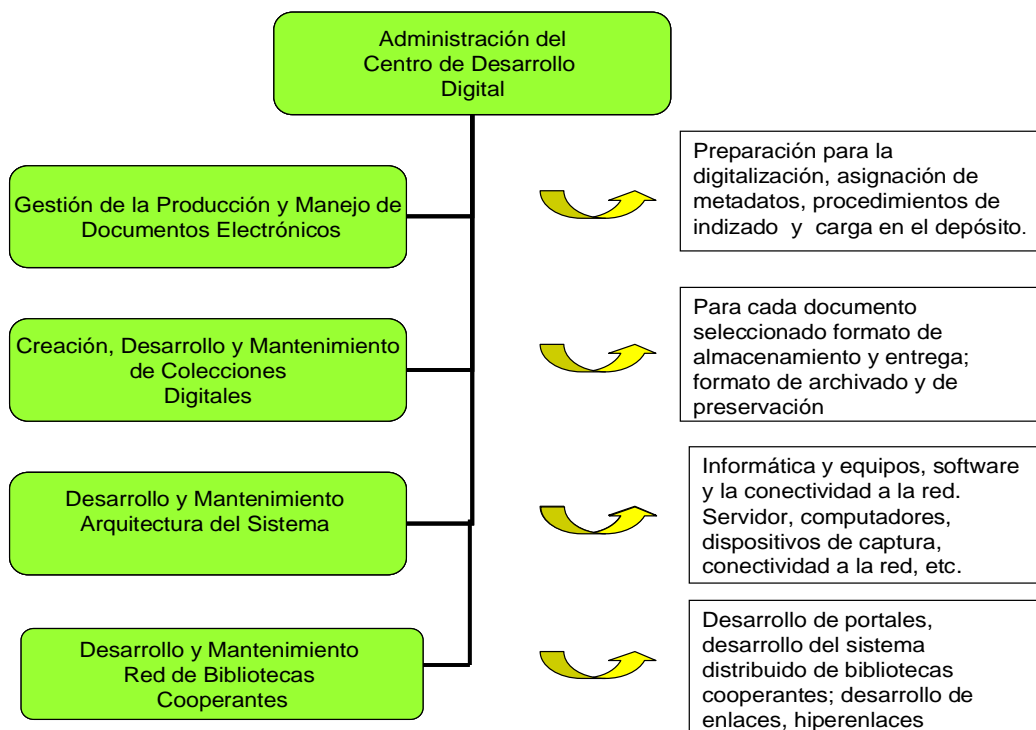 Administración del
Centro de Desarrollo
Digital
Gestión de la Producción y Manejo de
Documentos Electrónicos
Preparación para la
digitalización, asignación de
metadatos, procedimientos de
indizado y carga en el depósito.
Creación, Desarrollo y Mantenimiento
de Colecciones
Digitales
Para cada documento
seleccionado formato de
almacenamiento y entrega;
formato de archivado y de
preservación
Desarrollo y Mantenimiento
Arquitectura del Sistema
Informática y equipos, software
y la conectividad a la red.
Servidor, computadores,
dispositivos de captura,
conectividad a la red, etc.
Desarrollo y Mantenimiento
Red de Bibliotecas
Cooperantes
Desarrollo de portales,
desarrollo del sistema
distribuido de bibliotecas
cooperantes; desarrollo de
enlaces, hiperenlaces